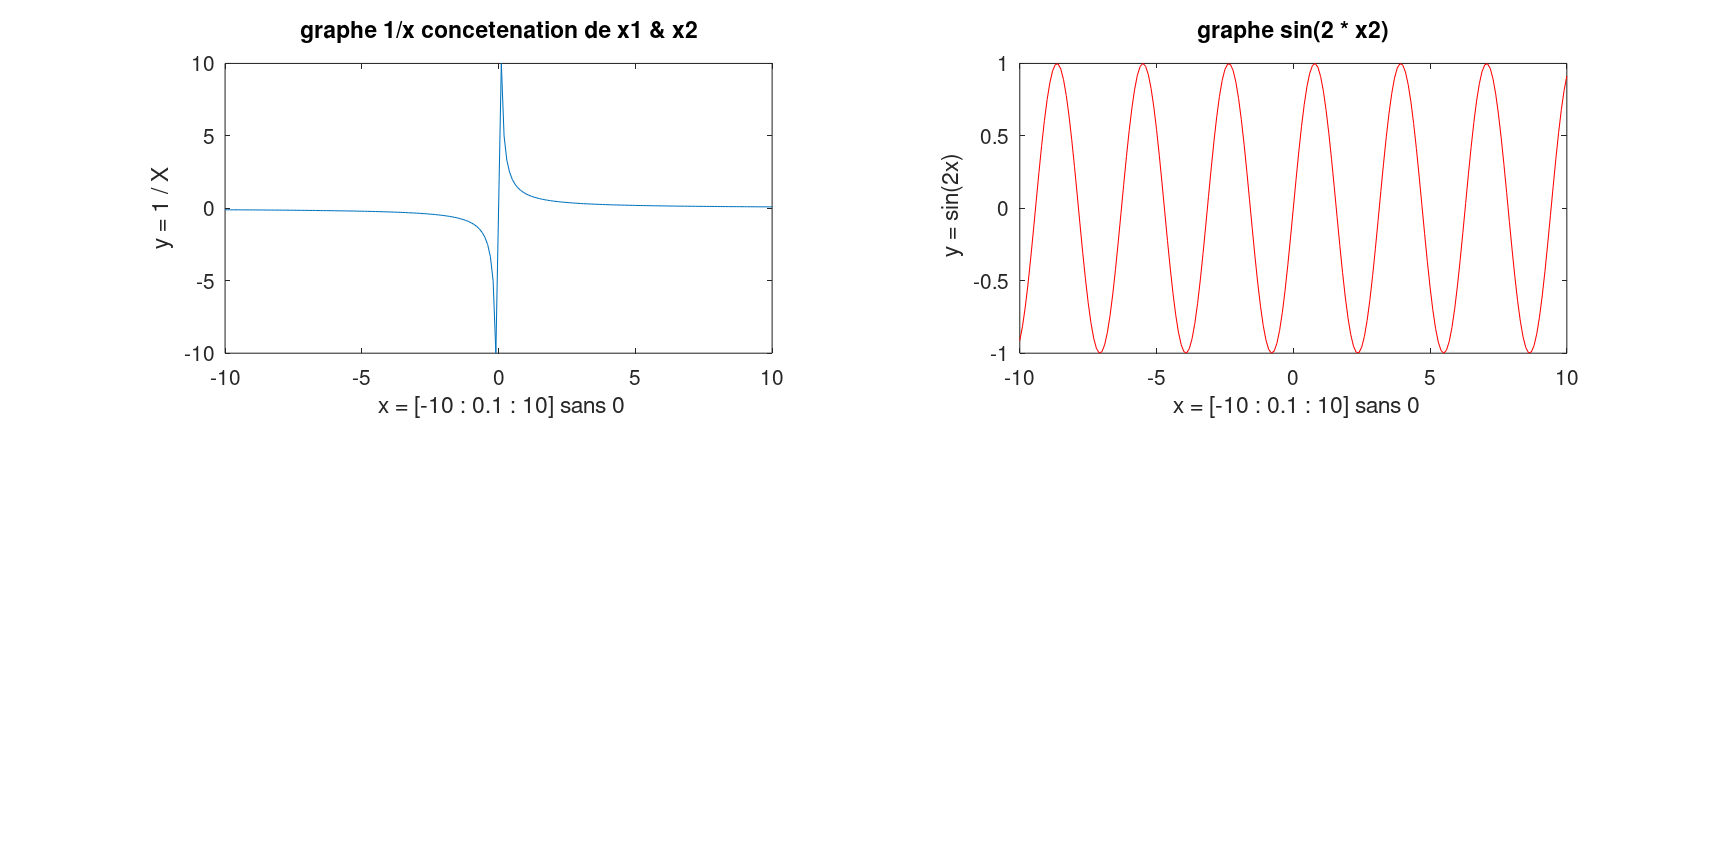 graphe 1/x concetenation de x1 & x2
10
5
0
-5
-10
y = 1 / X
-10 -5 0 5 10
x = [-10 : 0.1 : 10] sans 0
graphe sin(2 * x2)
1
0.5
0
-0.5
-1
y = sin(2x)
-10 -5 0 5 10
x = [-10 : 0.1 : 10] sans 0